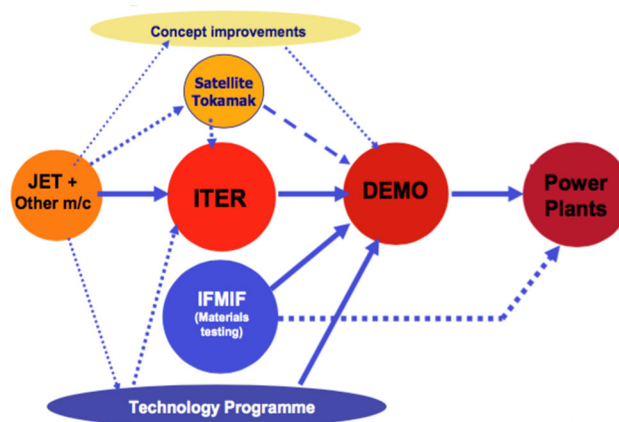 Concept improvements
Satellite
Tokamak
JET +
Other m/c
ITER
DEMO
Power
Plants
IFMIF
(Materials
testing)
Technology Programme